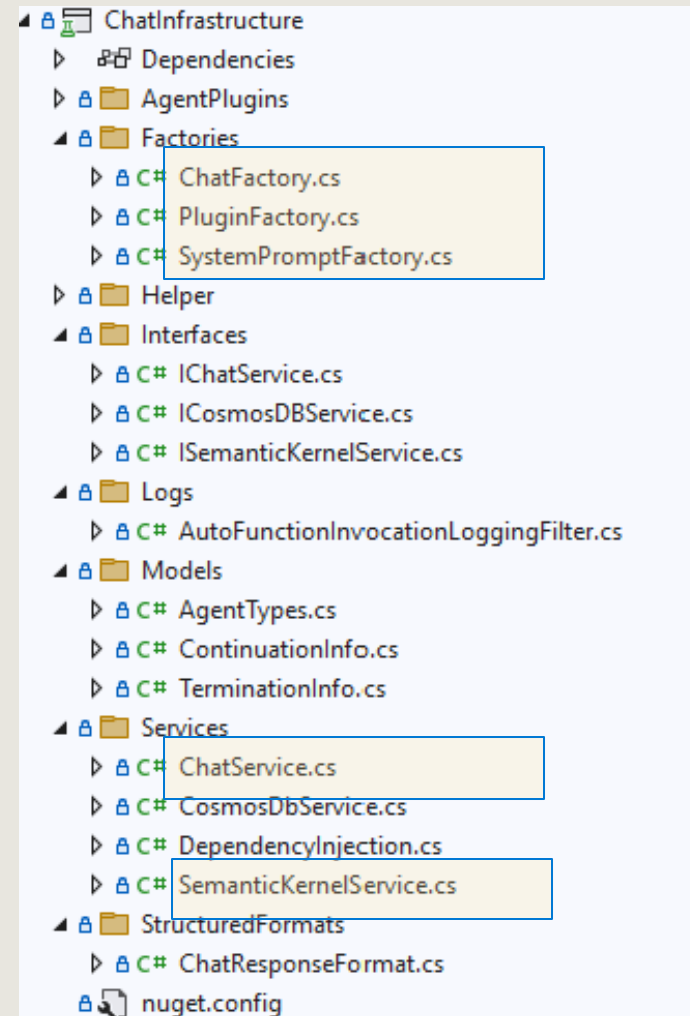 ChatInfrastructure
Dependencies
AgentPlugins
Factories
C# ChatFactory.cs
C# PluginFactory.cs
C# SystemPromptFactory.cs
Helper
Interfaces
C# IChatService.cs
C# ICosmosDBService.cs
C# ISemanticKernelService.cs
Logs
C# AutoFunctionInvocationLoggingFilter.cs
Models
C# AgentTypes.cs
C# ContinuationInfo.cs
C# TerminationInfo.cs
Services
C# ChatService.cs
C# CosmosDbService.cs
C# DependencyInjection.cs
C# SemanticKernelService.cs
StructuredFormats
C# ChatResponseFormat.cs
nuget.config